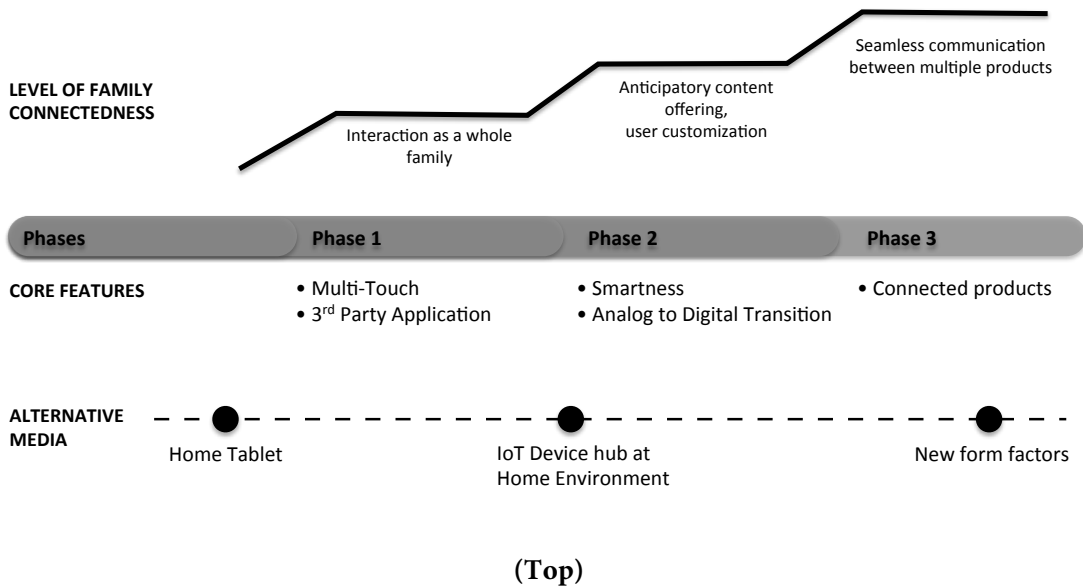 LEVEL OF FAMILY
CONNECTEDNESS
Interaction as a whole
family
Anticipatory content
offering,
user customization
Seamless communication
between multiple products
Phases
Phase 1
Phase 2
Phase 3
CORE FEATURES
• Multi-Touch
• 3rd Party Application
• Smartness
• Analog to Digital Transition
• Connected products
ALTERNATIVE
MEDIA
Home Tablet
IoT Device hub at
Home Environment
New form factors
(Top)